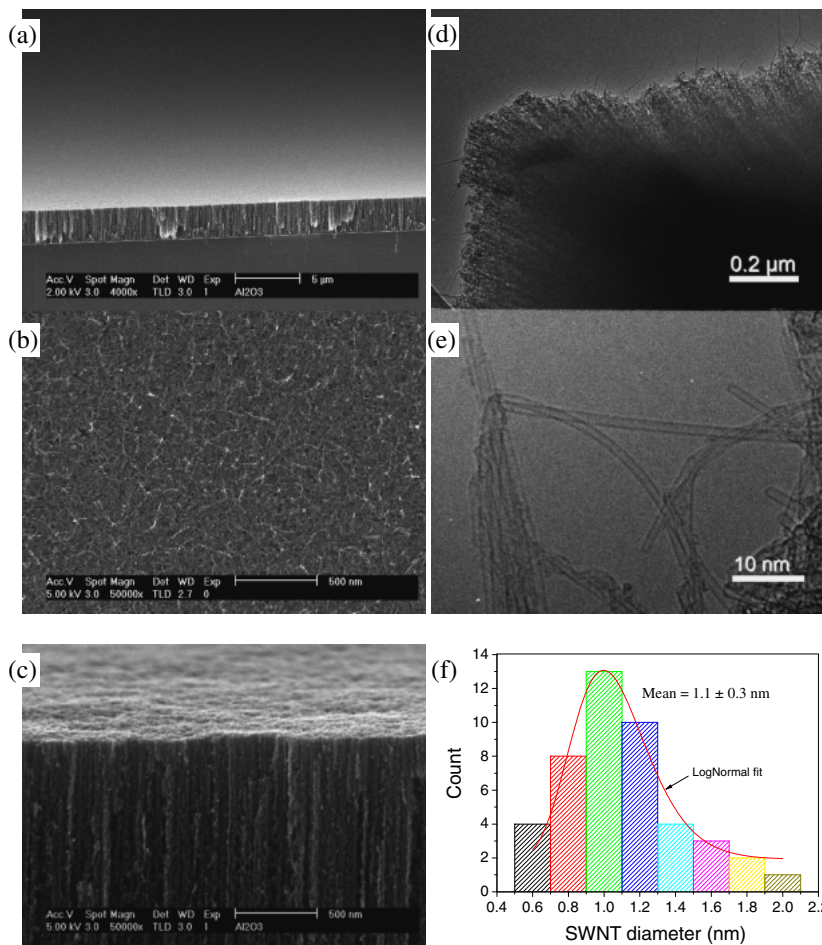 (a)
Acc.V Spot Magn Det WD Exp 5 μm
2.00 kV 3.0 4000x TLD 3.0 1 Al2O3
(b)
Acc.V Spot Magn Det WD Exp 500 nm
5.00 kV 3.0 50000x TLD 2.7 0
(c)
Acc.V Spot Magn Det WD Exp 500 nm
5.00 kV 3.0 50000x TLD 3.0 1 Al2O3
(d)
0.2 μm
(e)
10 nm
(f)
14
12
10
8
6
4
2
0
Count
Mean = 1.1 ± 0.3 nm
LogNormal fit
0.4 0.6 0.8 1.0 1.2 1.4 1.6 1.8 2.0 2.2
SWNT diameter (nm)